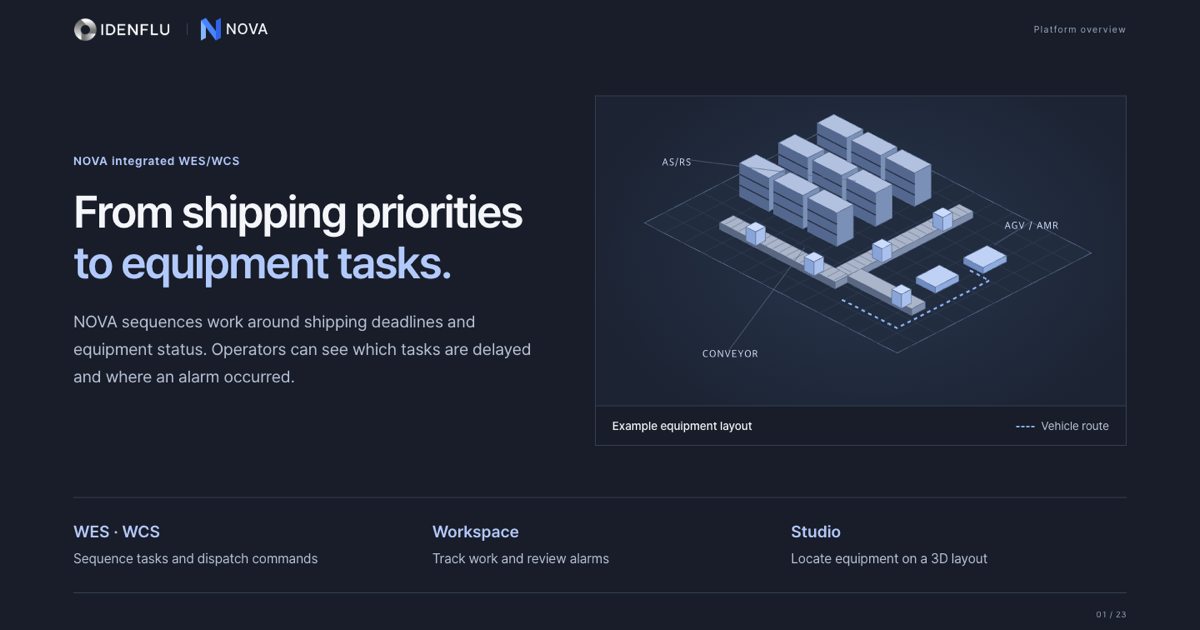 IDENFLU
NOVA
Platform overview
NOVA integrated WES/WCS
From shipping priorities
to equipment tasks.
NOVA sequences work around shipping deadlines and
equipment status. Operators can see which tasks are delayed
and where an alarm occurred.
AS/RS
AGV / AMR
CONVEYOR
Example equipment layout
Vehicle route
WES · WCS
Sequence tasks and dispatch commands
Workspace
Track work and review alarms
Studio
Locate equipment on a 3D layout
01 / 23